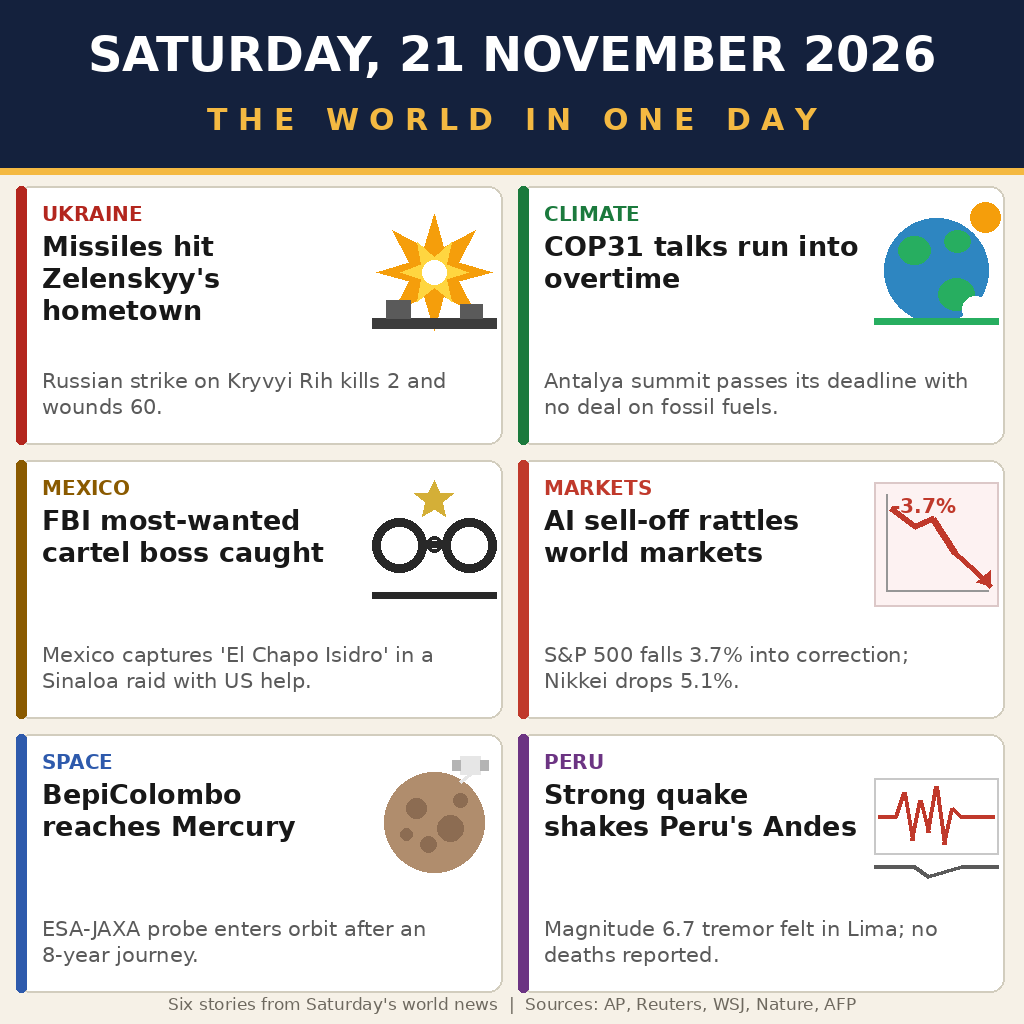 SATURDAY, 21 NOVEMBER 2026
THE WORLD IN ONE DAY
UKRAINE
Missiles hit
Zelenskyy's
hometown
Russian strike on Kryvyi Rih kills 2 and
wounds 60.
CLIMATE
COP31 talks run into
overtime
Antalya summit passes its deadline with
no deal on fossil fuels.
MEXICO
FBI most-wanted
cartel boss caught
Mexico captures 'El Chapo Isidro' in a
Sinaloa raid with US help.
MARKETS
AI sell-off rattles
world markets
-3.7%
S&P 500 falls 3.7% into correction;
Nikkei drops 5.1%.
SPACE
BepiColombo
reaches Mercury
ESA-JAXA probe enters orbit after an
8-year journey.
PERU
Strong quake
shakes Peru's Andes
Magnitude 6.7 tremor felt in Lima; no
deaths reported.
Six stories from Saturday's world news | Sources: AP, Reuters, WSJ, Nature, AFP